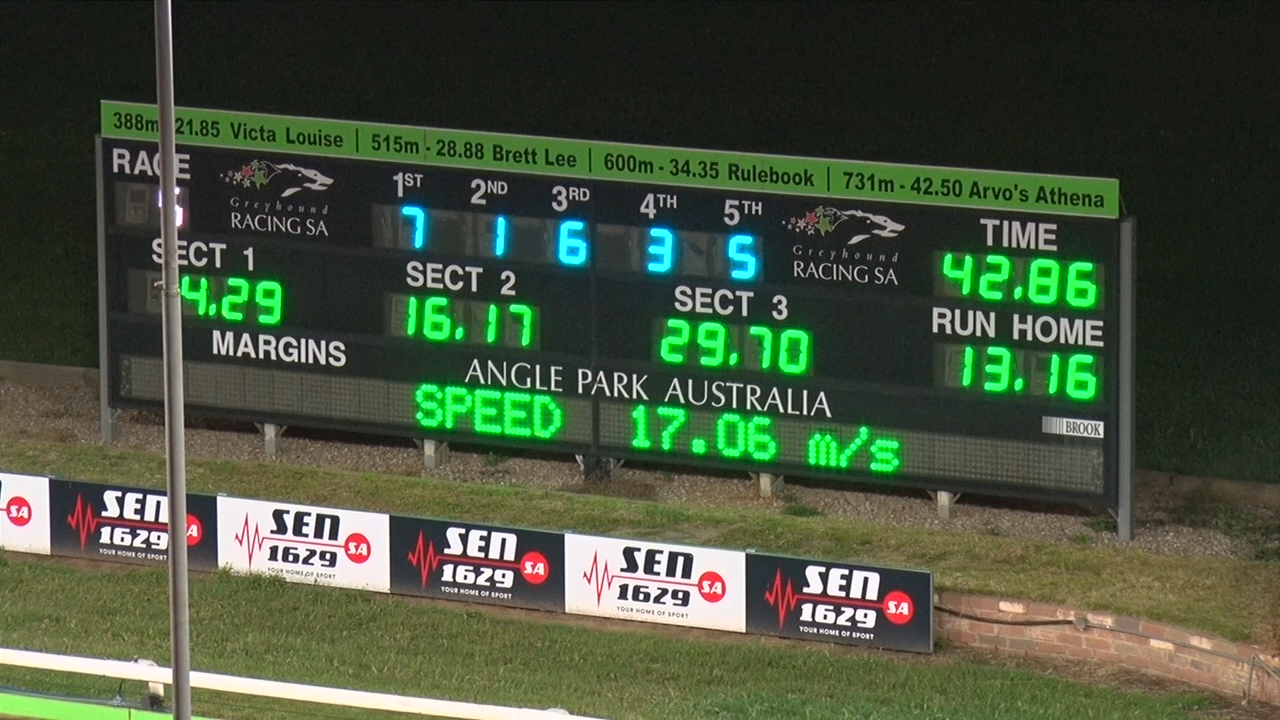 388m 21.85 Victa Louise | 515m - 28.88 Brett Lee | 600m - 34.35 Rulebook | 731m - 42.50 Arvo's Athena
RACE
Greyhound
RACING SA
1ST 2ND 3RD 4TH 5TH
7 1 6 3 5
Greyhound
RACING SA
TIME
42.86
SECT 1
4.29
SECT 2
16.17
SECT 3
29.70
RUN HOME
13.16
MARGINS
ANGLE PARK AUSTRALIA
SPEED 17.06 m/s
BROOK
SA
SEN
1629
SA
YOUR HOME OF SPORT
SEN
1629
SA
YOUR HOME OF SPORT
SEN
1629
SA
YOUR HOME OF SPORT
SEN
1629
SA
YOUR HOME OF SPORT
SEN
1629
SA
YOUR HOME OF SPORT